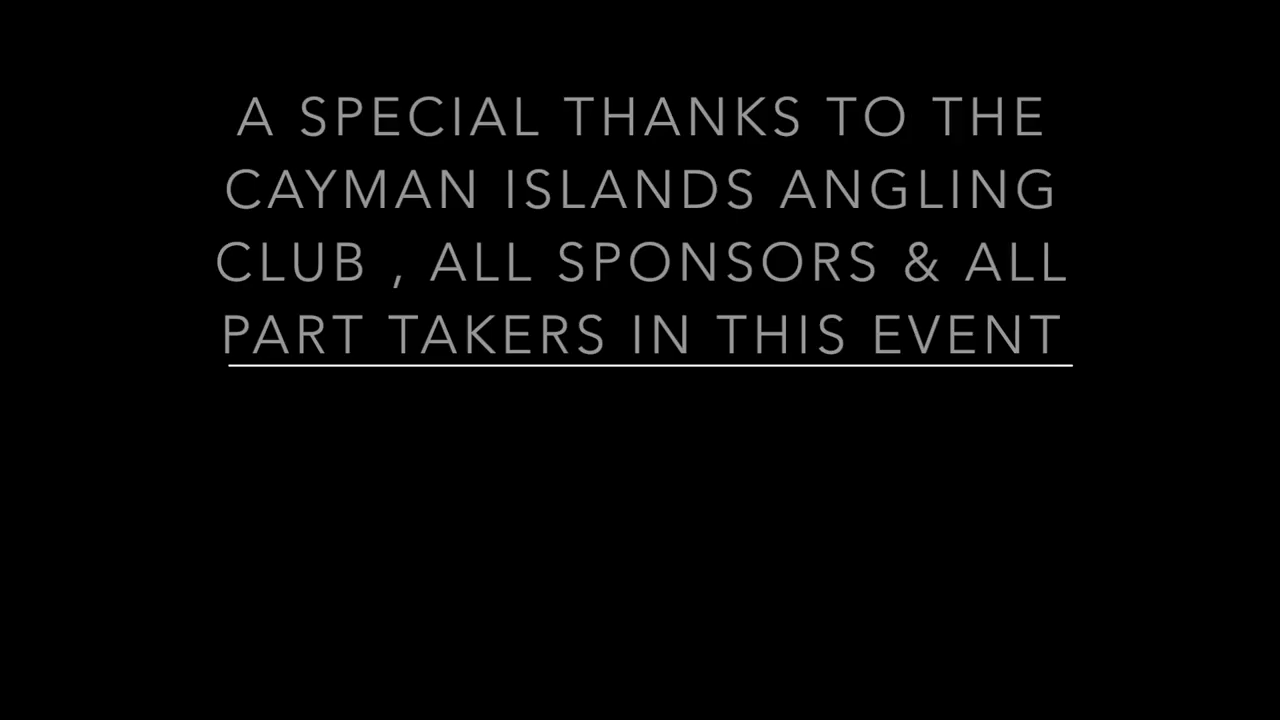 A SPECIAL THANKS TO THE
CAYMAN ISLANDS ANGLING
CLUB , ALL SPONSORS & ALL
PART TAKERS IN THIS EVENT